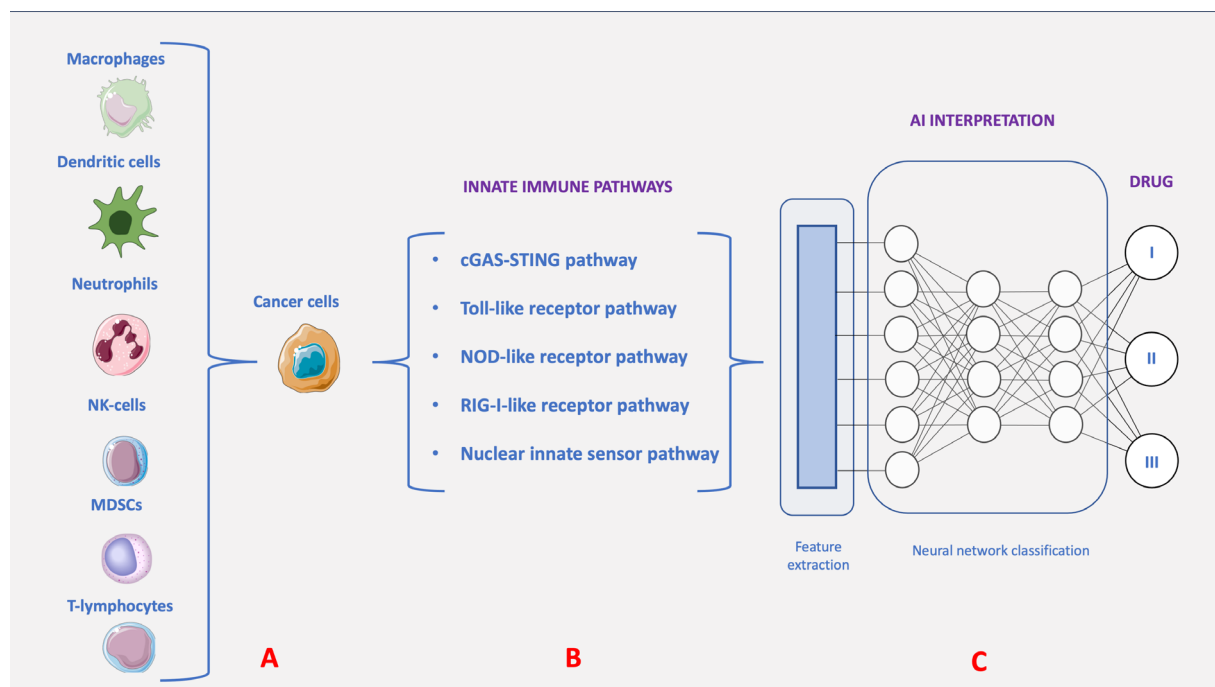 Macrophages
Dendritic cells
Neutrophils
NK-cells
MDSCs
T-lymphocytes
A
Cancer cells
INNATE IMMUNE PATHWAYS
• cGAS-STING pathway
• Toll-like receptor pathway
• NOD-like receptor pathway
• RIG-I-like receptor pathway
• Nuclear innate sensor pathway
B
AI INTERPRETATION
Feature
extraction
Neural network classification
C
DRUG
I
II
III